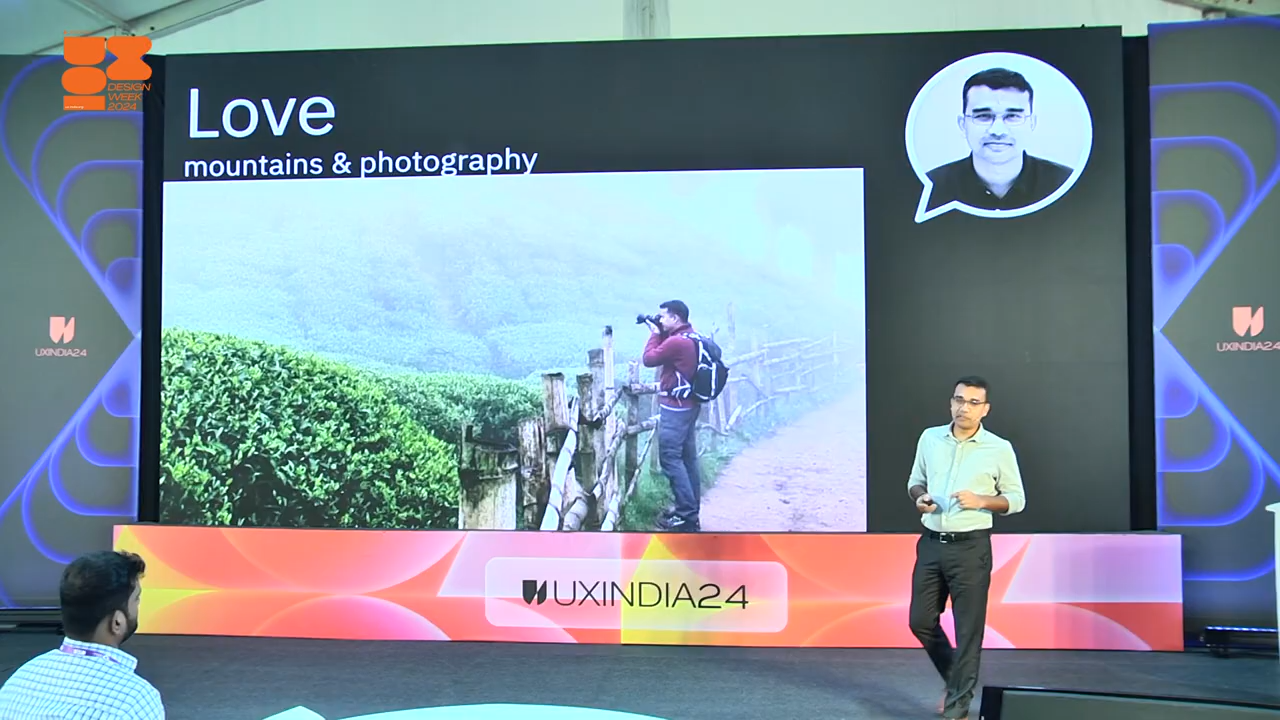 DESIGN
WEEK
2024
Love
mountains & photography
UXINDIA24
UXINDIA24
UXINDIA24